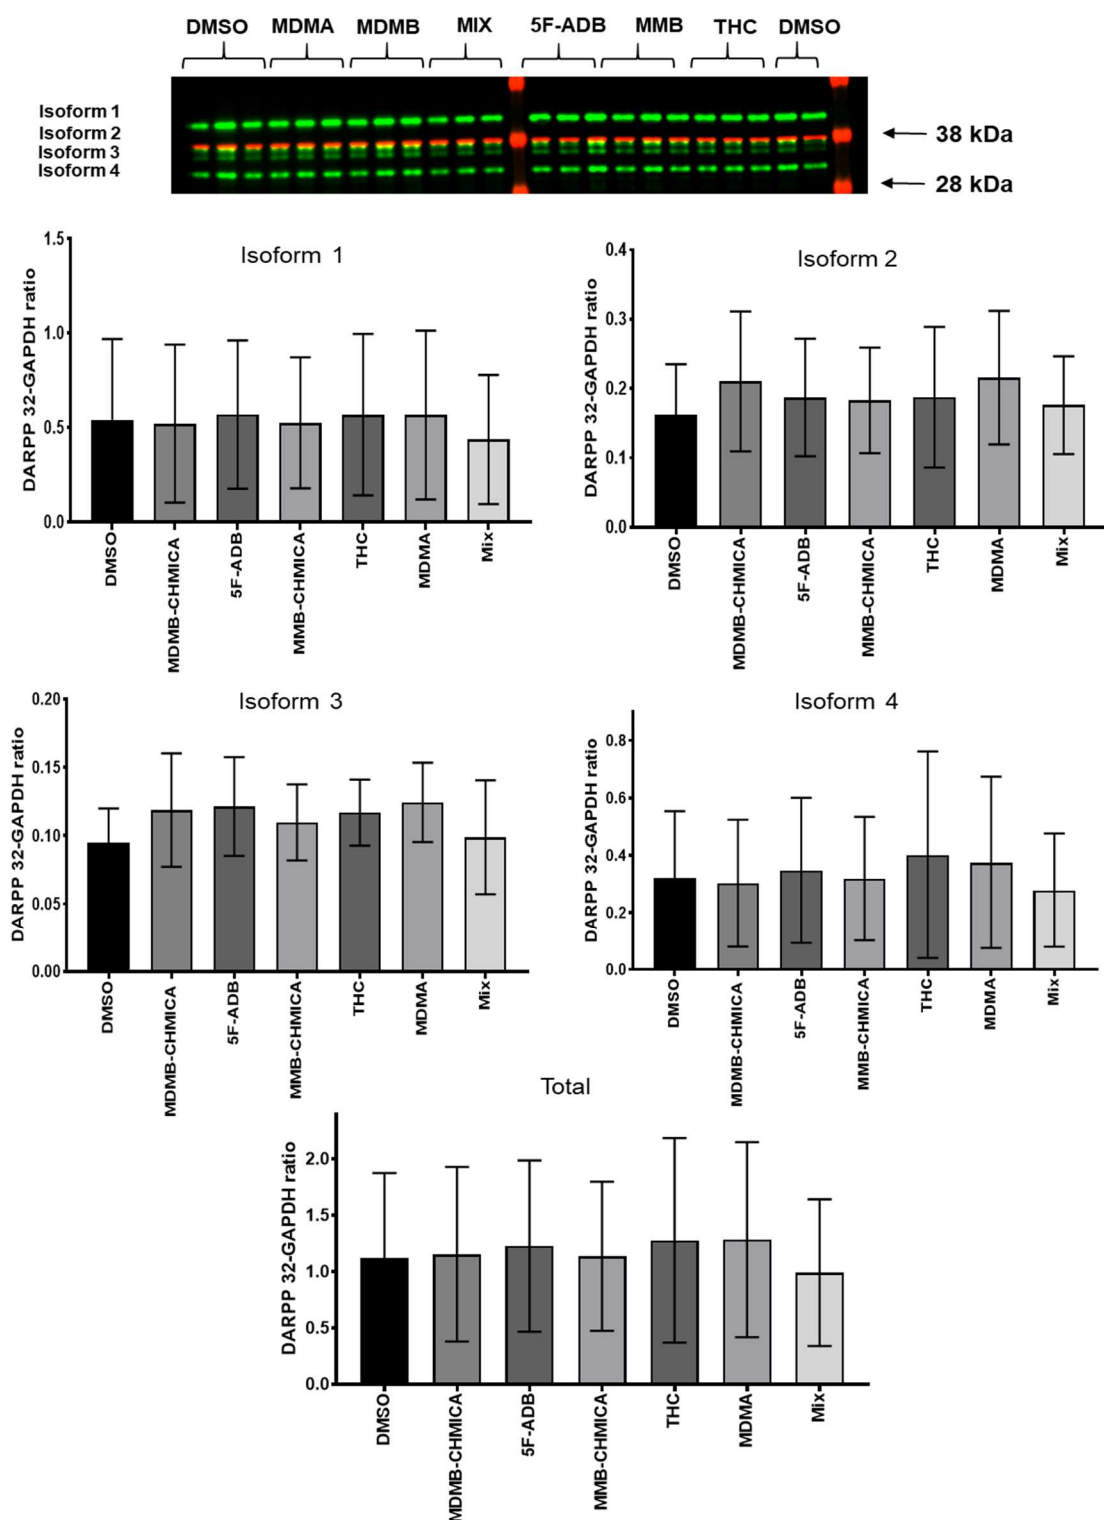 DMSO MDMA MDMB MIX 5F-ADB MMB THC DMSO
Isoform 1
Isoform 2
Isoform 3
Isoform 4
38 kDa
28 kDa
Isoform 1
DARPP 32-GAPDH ratio
1.5
1.0
0.5
0.0
DMSO
MDMB-CHMICA
5F-ADB
MMB-CHMICA
THC
MDMA
Mix
Isoform 2
DARPP 32-GAPDH ratio
0.4
0.3
0.2
0.1
0.0
DMSO
MDMB-CHMICA
5F-ADB
MMB-CHMICA
THC
MDMA
Mix
Isoform 3
DARPP 32-GAPDH ratio
0.20
0.15
0.10
0.05
0.00
DMSO
MDMB-CHMICA
5F-ADB
MMB-CHMICA
THC
MDMA
Mix
Isoform 4
DARPP 32-GAPDH ratio
0.8
0.6
0.4
0.2
0.0
DMSO
MDMB-CHMICA
5F-ADB
MMB-CHMICA
THC
MDMA
Mix
Total
DARPP 32-GAPDH ratio
2.0
1.5
1.0
0.5
0.0
DMSO
MDMB-CHMICA
5F-ADB
MMB-CHMICA
THC
MDMA
Mix